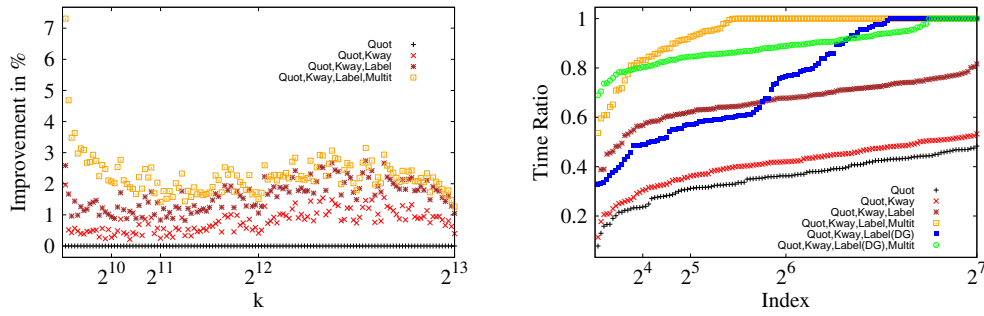 Improvement in %
7
6
5
4
3
2
1
0
2^10
2^11
2^12
2^13
k
Quot
Quot,Kway
Quot,Kway,Label
Quot,Kway,Label,Multit
Time Ratio
1
0.8
0.6
0.4
0.2
2^4
2^5
2^6
2^7
Index
Quot
Quot,Kway
Quot,Kway,Label
Quot,Kway,Label,Multit
Quot,Kway,Label(DG)
Quot,Kway,Label(DG),Multit